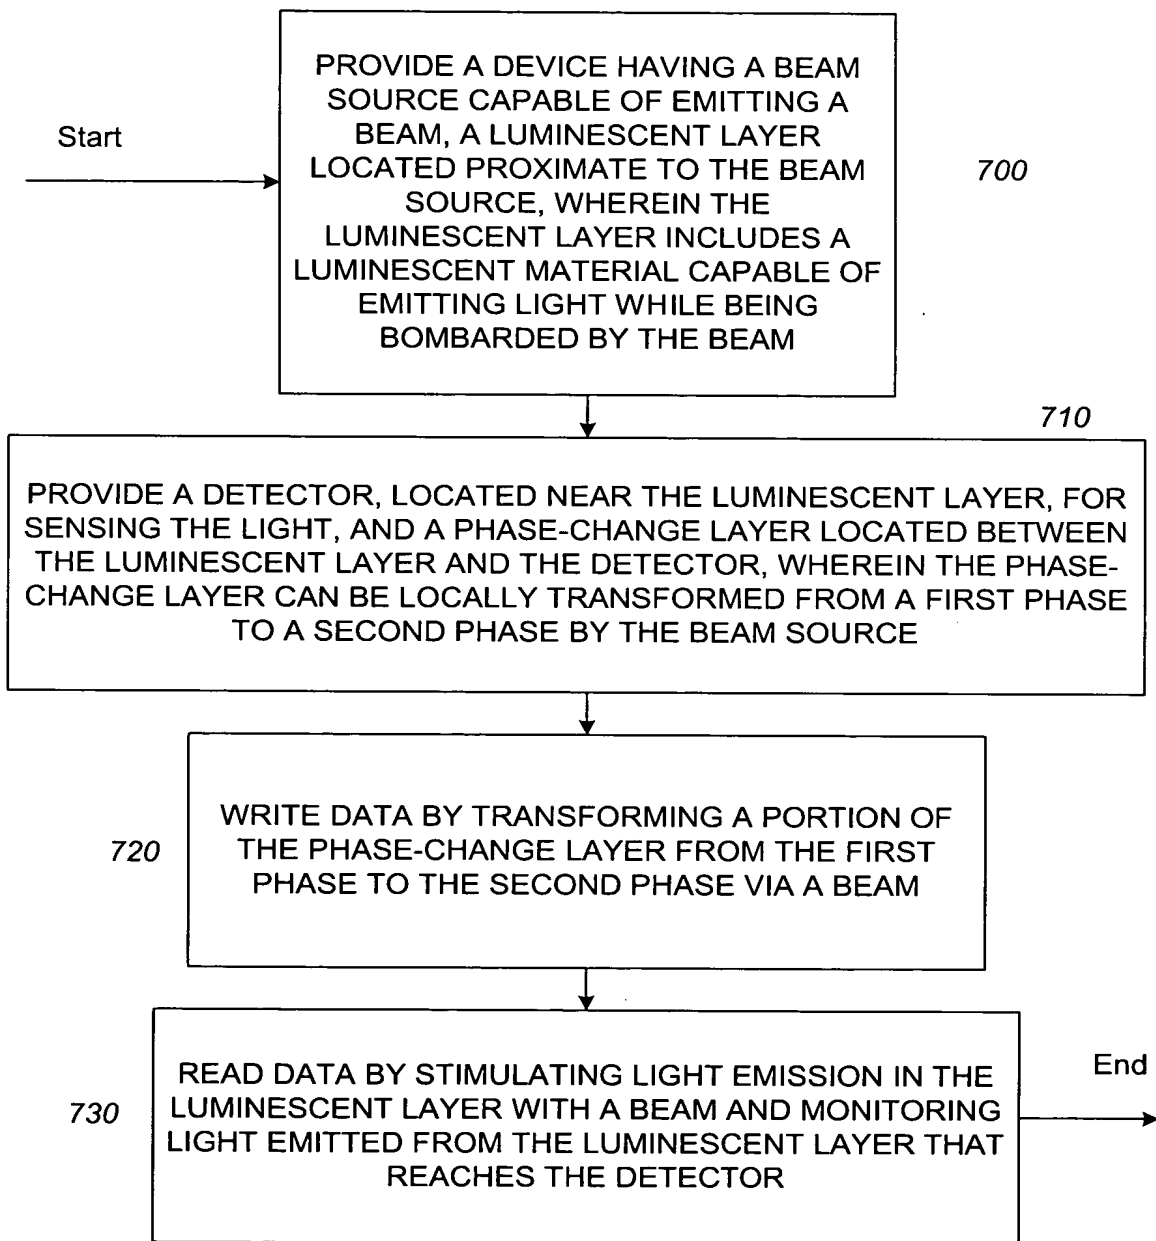 Start
PROVIDE A DEVICE HAVING A BEAM
SOURCE CAPABLE OF EMITTING A
BEAM, A LUMINESCENT LAYER
LOCATED PROXIMATE TO THE BEAM
SOURCE, WHEREIN THE
LUMINESCENT LAYER INCLUDES A
LUMINESCENT MATERIAL CAPABLE OF
EMITTING LIGHT WHILE BEING
BOMBARDED BY THE BEAM
700
710
PROVIDE A DETECTOR, LOCATED NEAR THE LUMINESCENT LAYER, FOR
SENSING THE LIGHT, AND A PHASE-CHANGE LAYER LOCATED BETWEEN
THE LUMINESCENT LAYER AND THE DETECTOR, WHEREIN THE PHASE-
CHANGE LAYER CAN BE LOCALLY TRANSFORMED FROM A FIRST PHASE
TO A SECOND PHASE BY THE BEAM SOURCE
720
WRITE DATA BY TRANSFORMING A PORTION OF
THE PHASE-CHANGE LAYER FROM THE FIRST
PHASE TO THE SECOND PHASE VIA A BEAM
730
READ DATA BY STIMULATING LIGHT EMISSION IN THE
LUMINESCENT LAYER WITH A BEAM AND MONITORING
LIGHT EMITTED FROM THE LUMINESCENT LAYER THAT
REACHES THE DETECTOR
End